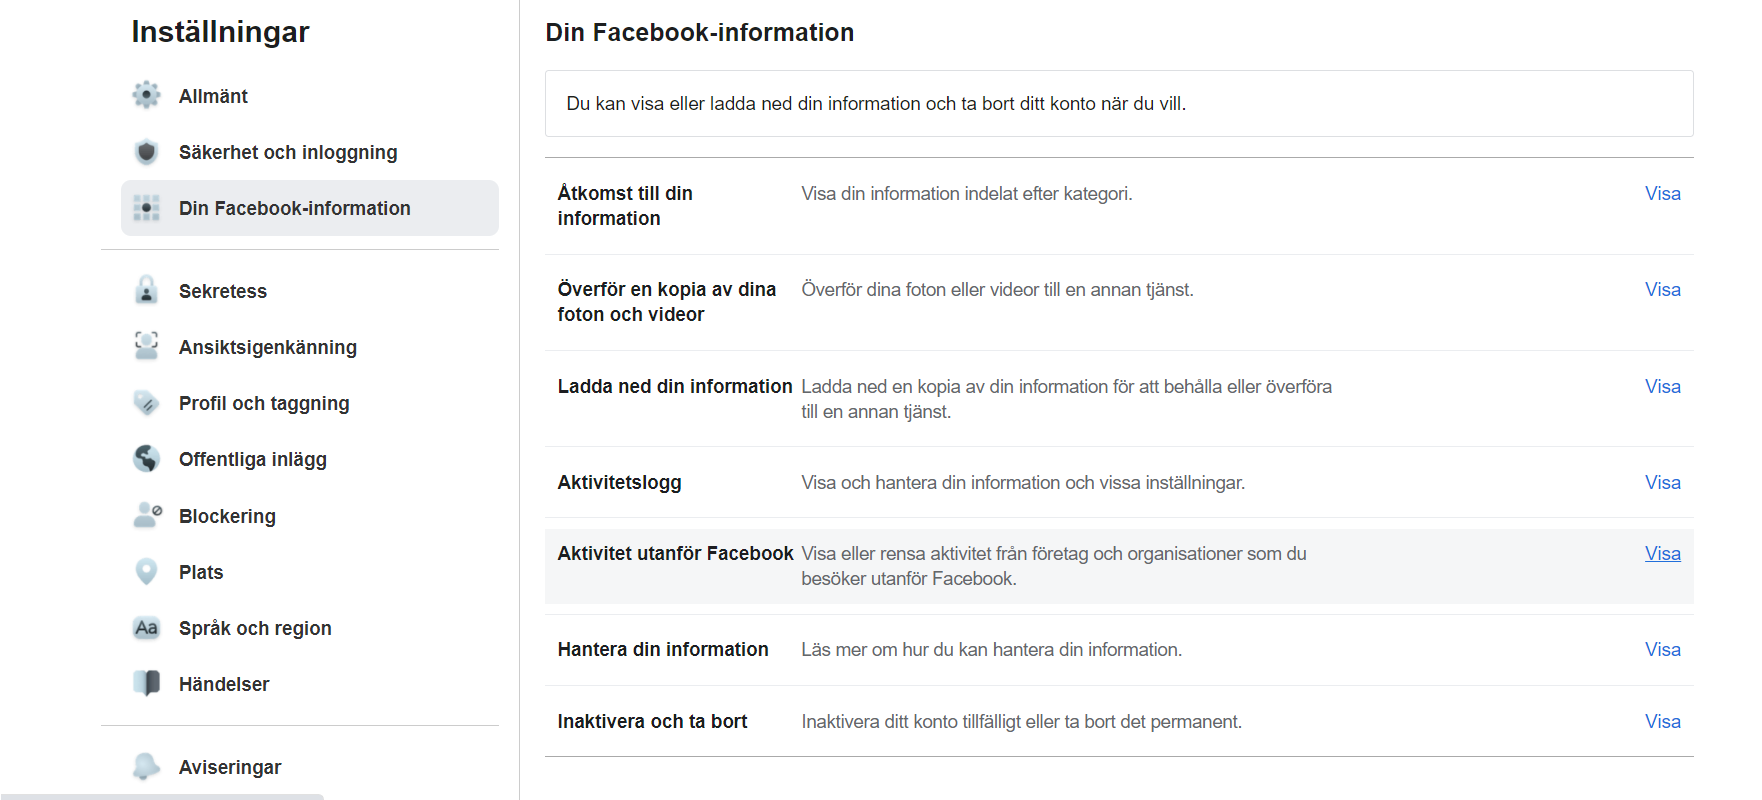 Inställningar
Allmänt
Säkerhet och inloggning
Din Facebook-information
Sekretess
Ansiktsigenkänning
Profil och taggning
Offentliga inlägg
Blockering
Plats
Aa
Språk och region
Händelser
Aviseringar
Din Facebook-information
Du kan visa eller ladda ned din information och ta bort ditt konto när du vill.
Åtkomst till din
information
Visa din information indelat efter kategori.
Visa
Överför en kopia av dina
foton och videor
Överför dina foton eller videor till en annan tjänst.
Visa
Ladda ned din information
Ladda ned en kopia av din information för att behålla eller överföra
till en annan tjänst.
Visa
Aktivitetslogg
Visa och hantera din information och vissa inställningar.
Visa
Aktivitet utanför Facebook
Visa eller rensa aktivitet från företag och organisationer som du
besöker utanför Facebook.
Visa
Hantera din information
Läs mer om hur du kan hantera din information.
Visa
Inaktivera och ta bort
Inaktivera ditt konto tillfälligt eller ta bort det permanent.
Visa